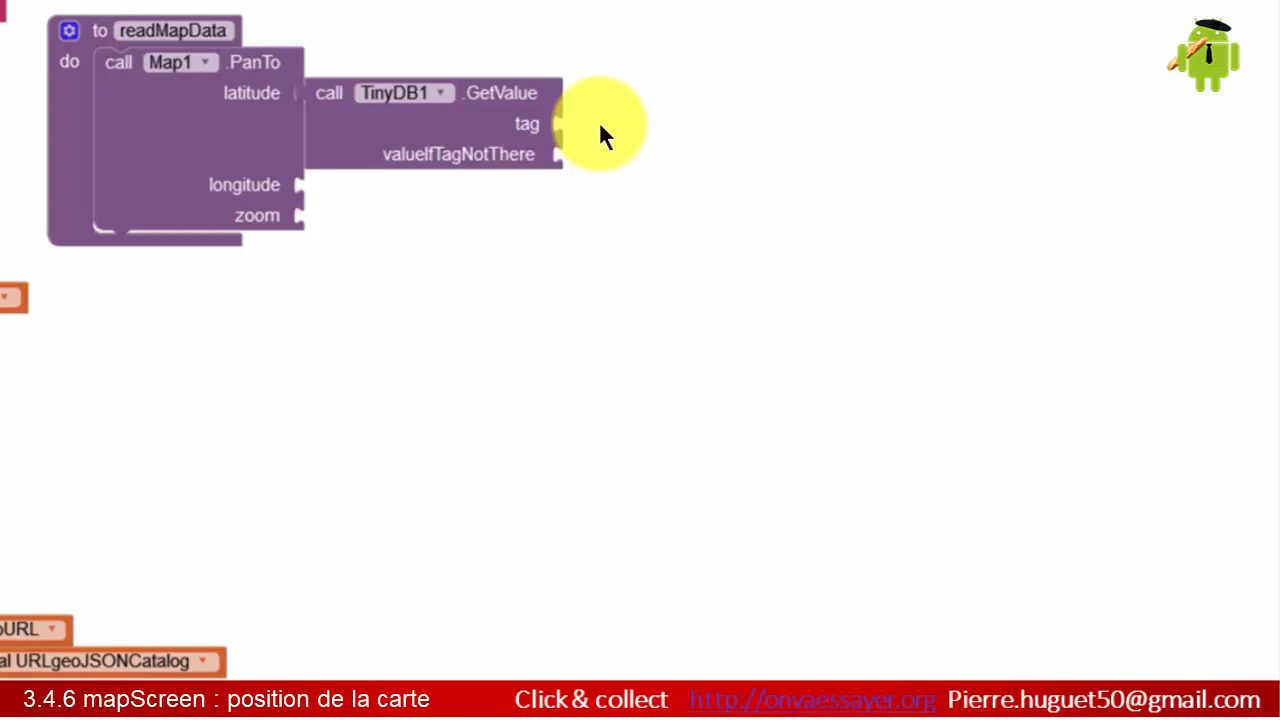 to readMapData
do call Map1 .PanTo
latitude call TinyDB1 .GetValue
tag
valueIfTagNotThere
longitude
zoom
URL
al URLgeoJSONCatalog
3.4.6 mapScreen : position de la carte Click & collect http://onvaessayer.org Pierre.huguet50@gmail.com